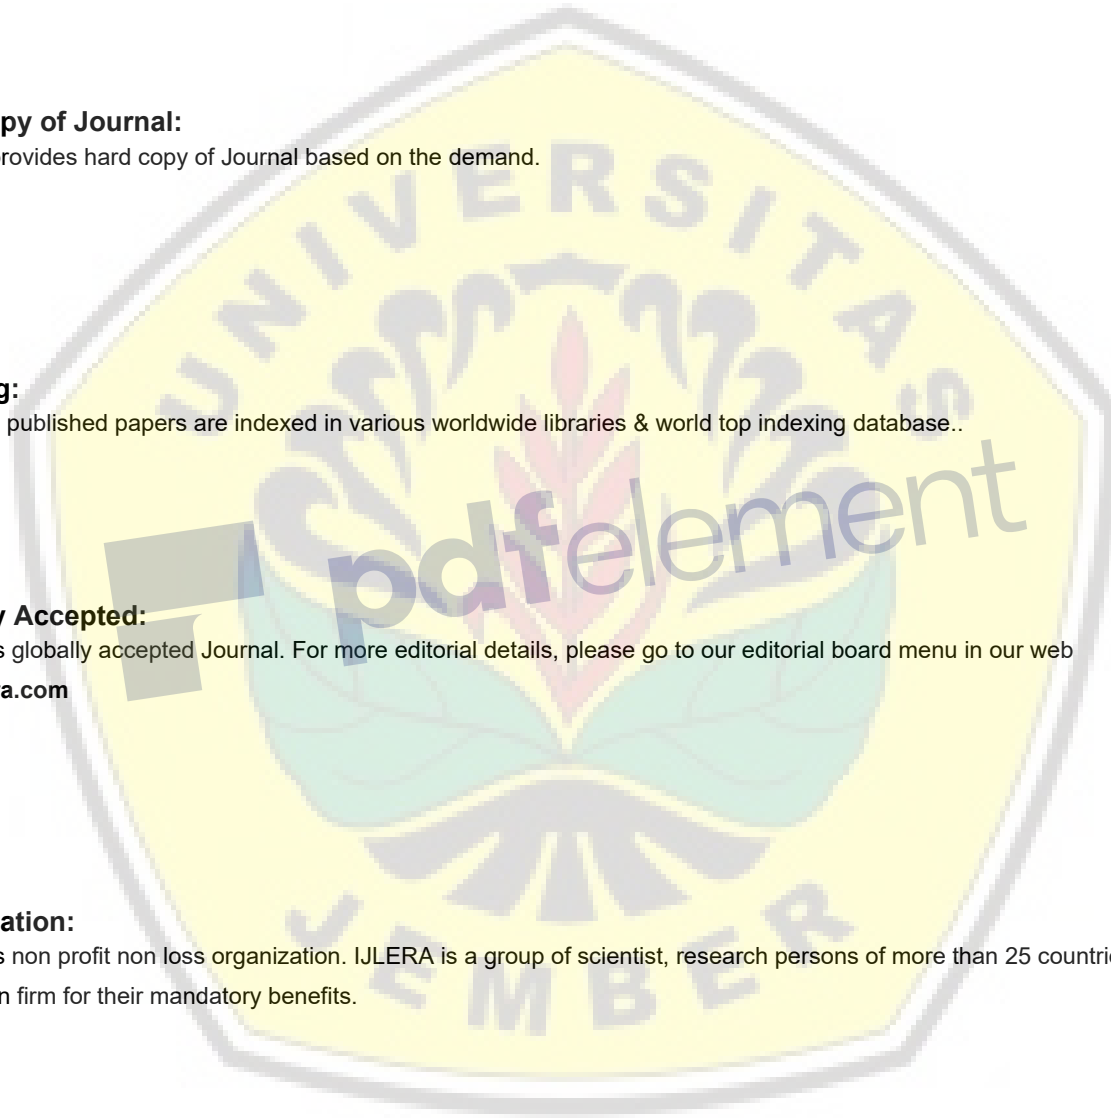 py of Journal:
rovides hard copy of Journal based on the demand.
UNIVERSITAS
g:
published papers are indexed in various worldwide libraries & world top indexing database..
pdfelement
y Accepted:
s globally accepted Journal. For more editorial details, please go to our editorial board menu in our web
a.com
ation:
s non profit non loss organization. IJLERA is a group of scientist, research persons of more than 25 countri
n firm for their mandatory benefits.
JEMBER